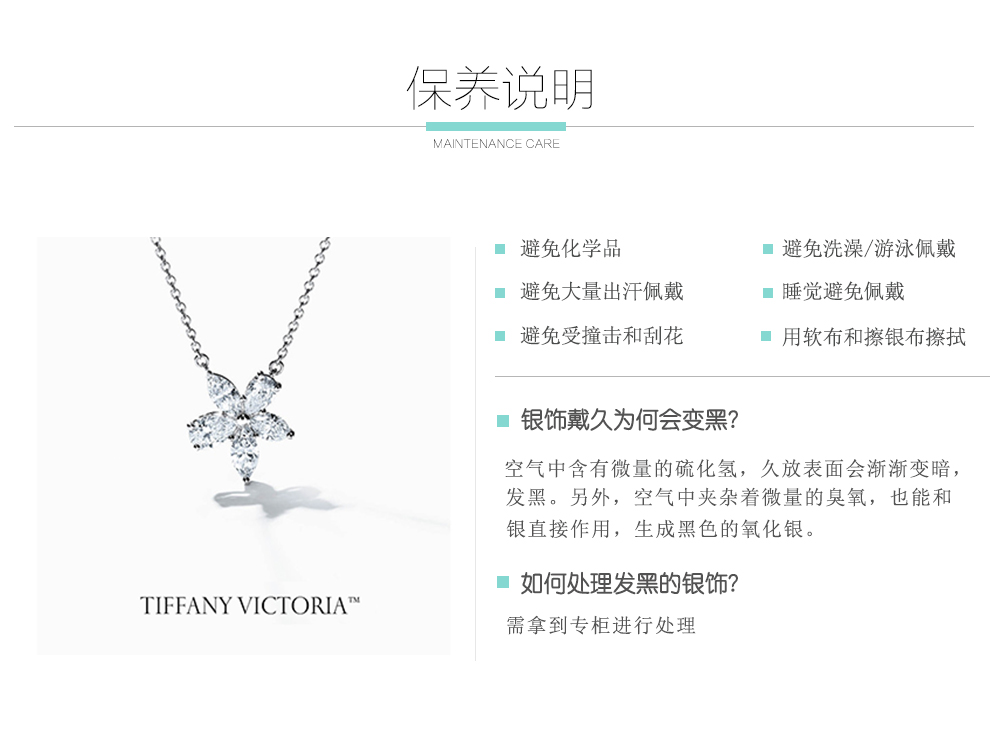 保养说明
MAINTENANCE CARE
避免化学品
避免洗澡/游泳佩戴
避免大量出汗佩戴
睡觉避免佩戴
避免受撞击和刮花
用软布和擦银布擦拭
银饰戴久为何会变黑?
空气中含有微量的硫化氢，久放表面会渐渐变暗，
发黑。另外，空气中夹杂着微量的臭氧，也能和
银直接作用，生成黑色的氧化银。
如何处理发黑的银饰?
需拿到专柜进行处理
TIFFANY VICTORIA™